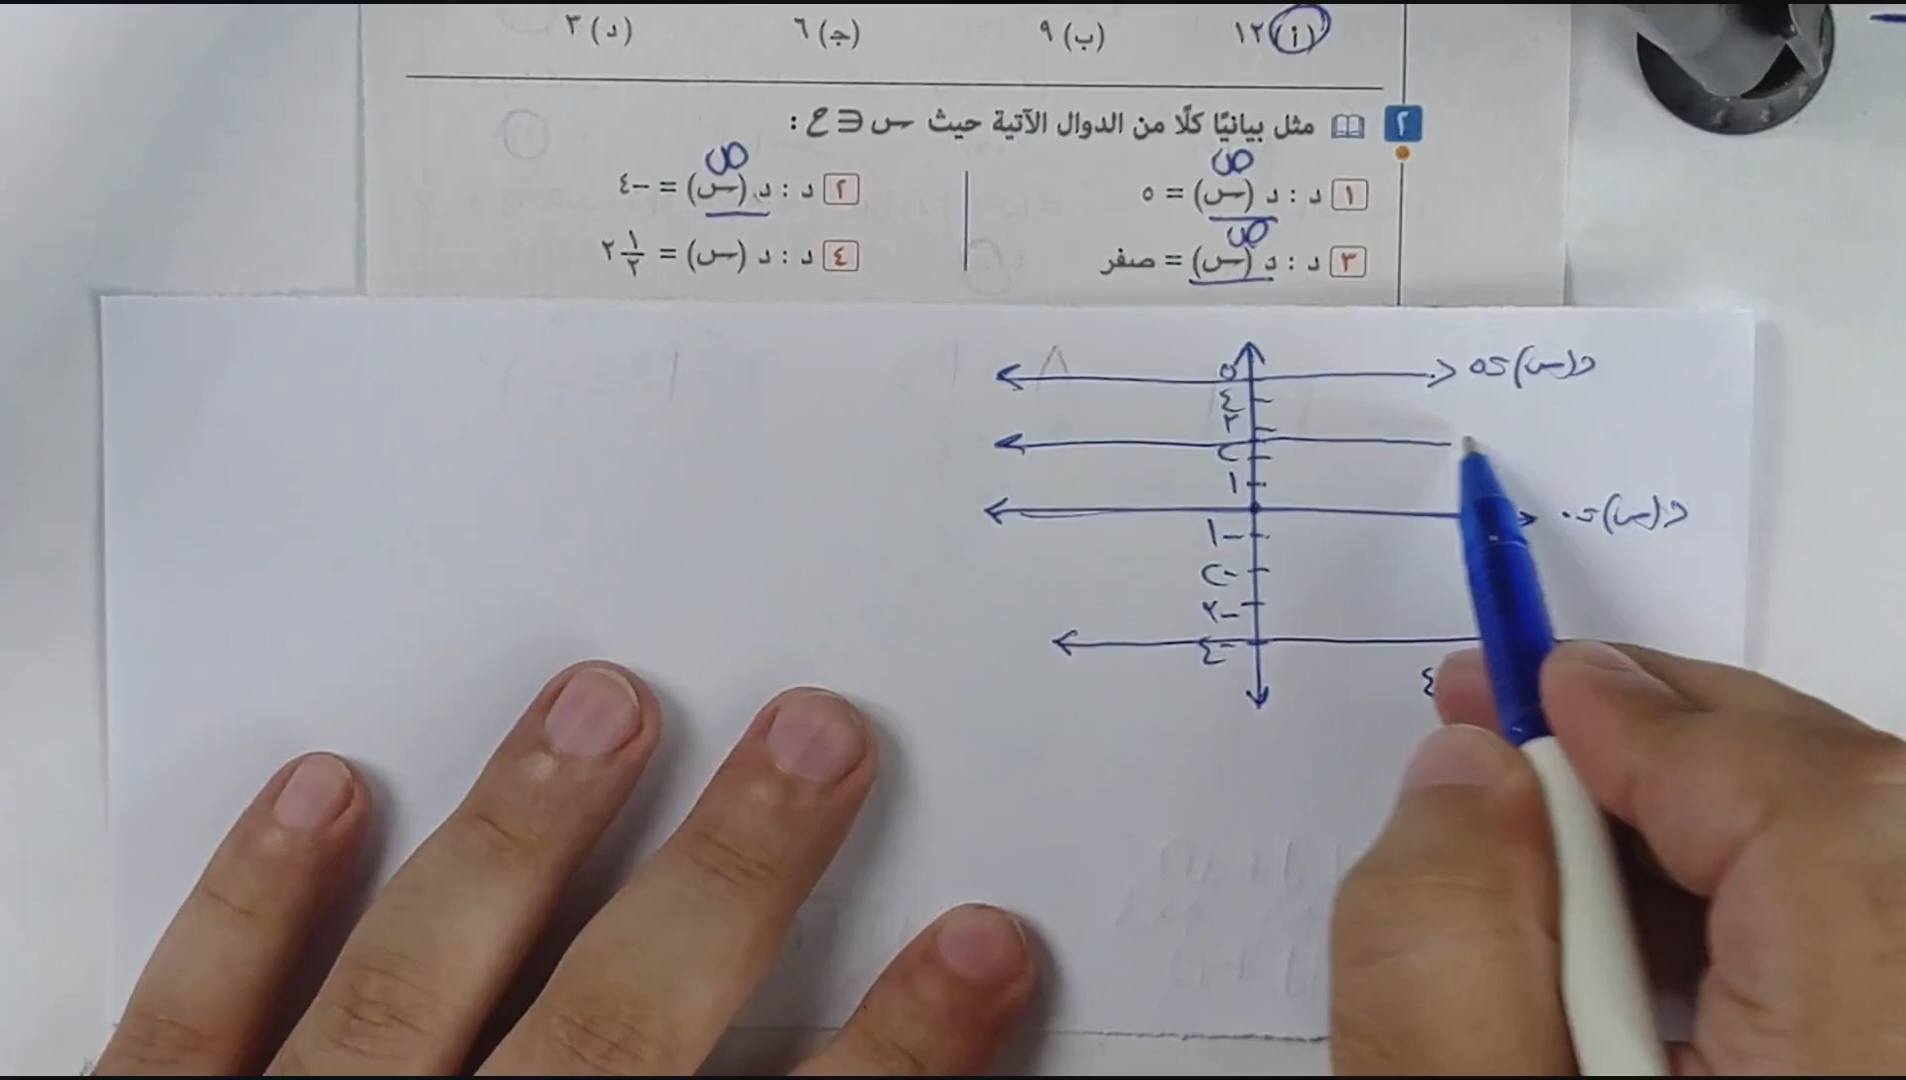 (أ) ١٢ (ب) ٩ (جـ) ٦ (د) ٣
٢ مثل بيانيًا كلًا من الدوال الآتية حيث س ∈ ح :
ص ص
١ د : د (س) = ٥ ٢ د : د (س) = −٤
ص
٣ د : د (س) = صفر ٤ د : د (س) = ٢ ١/٢
٥ د(س) = ٥
٤
٣
٢
١
د(س) = ٠
−١
−٢
−٣
−٤
٤